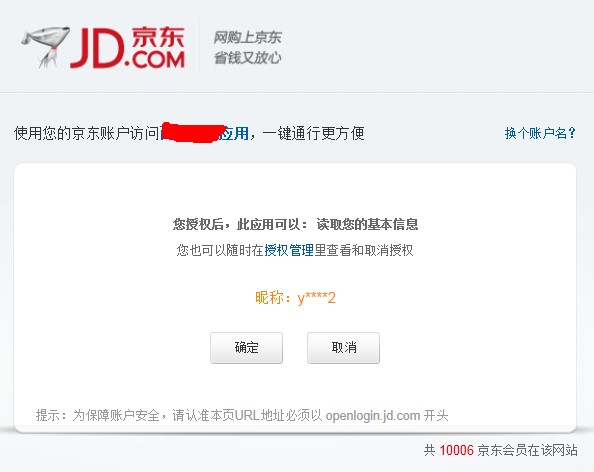 京东
JD.COM
网购上京东
省钱又放心
使用您的京东账户访问应用，一键通行更方便
换个账户名?
您授权后，此应用可以： 读取您的基本信息
您也可以随时在授权管理里查看和取消授权
昵称：y****2
确定
取消
提示：为保障账户安全，请认准本页URL地址必须以 openlogin.jd.com 开头
共 10006 京东会员在该网站